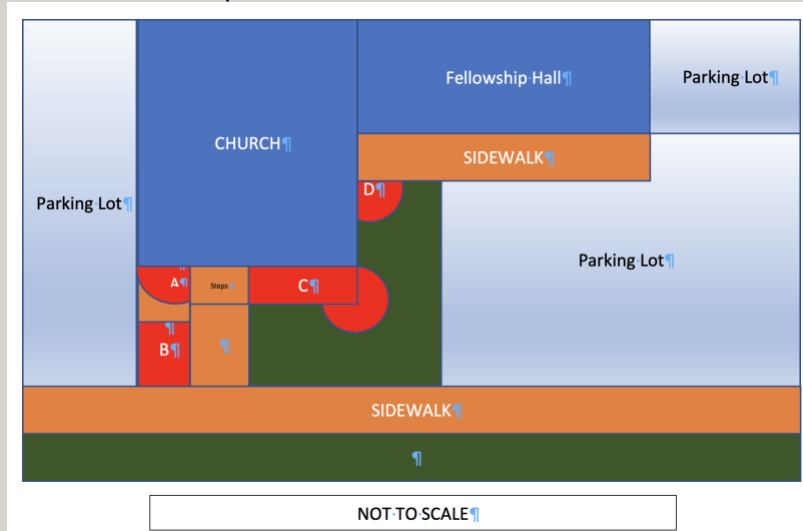 Fellowship Hall¶
Parking Lot¶
CHURCH¶
SIDEWALK¶
D¶
Parking Lot¶
Parking Lot¶
¶
A¶
Steps¶
C¶
¶
B¶
¶
SIDEWALK¶
¶
NOT TO SCALE¶